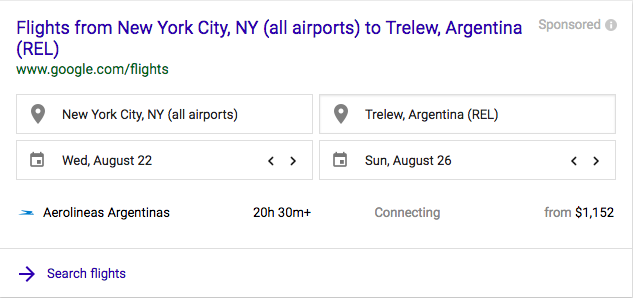 Flights from New York City, NY (all airports) to Trelew, Argentina Sponsored
(REL)
www.google.com/flights
New York City, NY (all airports) Trelew, Argentina (REL)
Wed, August 22 Sun, August 26
Aerolineas Argentinas 20h 30m+ Connecting from $1,152
Search flights